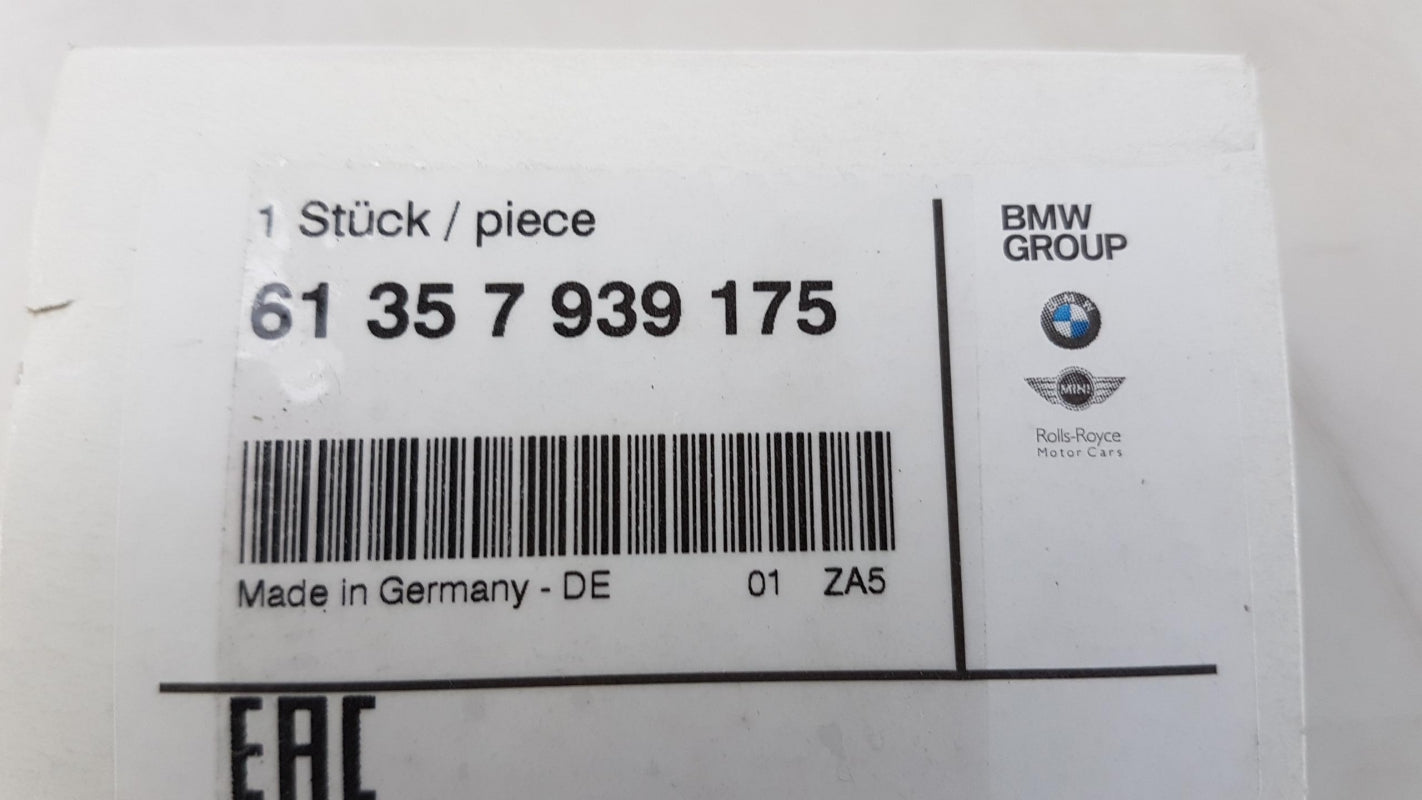 1 Stück / piece
61 35 7 939 175
Made in Germany - DE 01 ZA5
BMW
GROUP
BMW
MINI
Rolls-Royce
Motor Cars
EAC